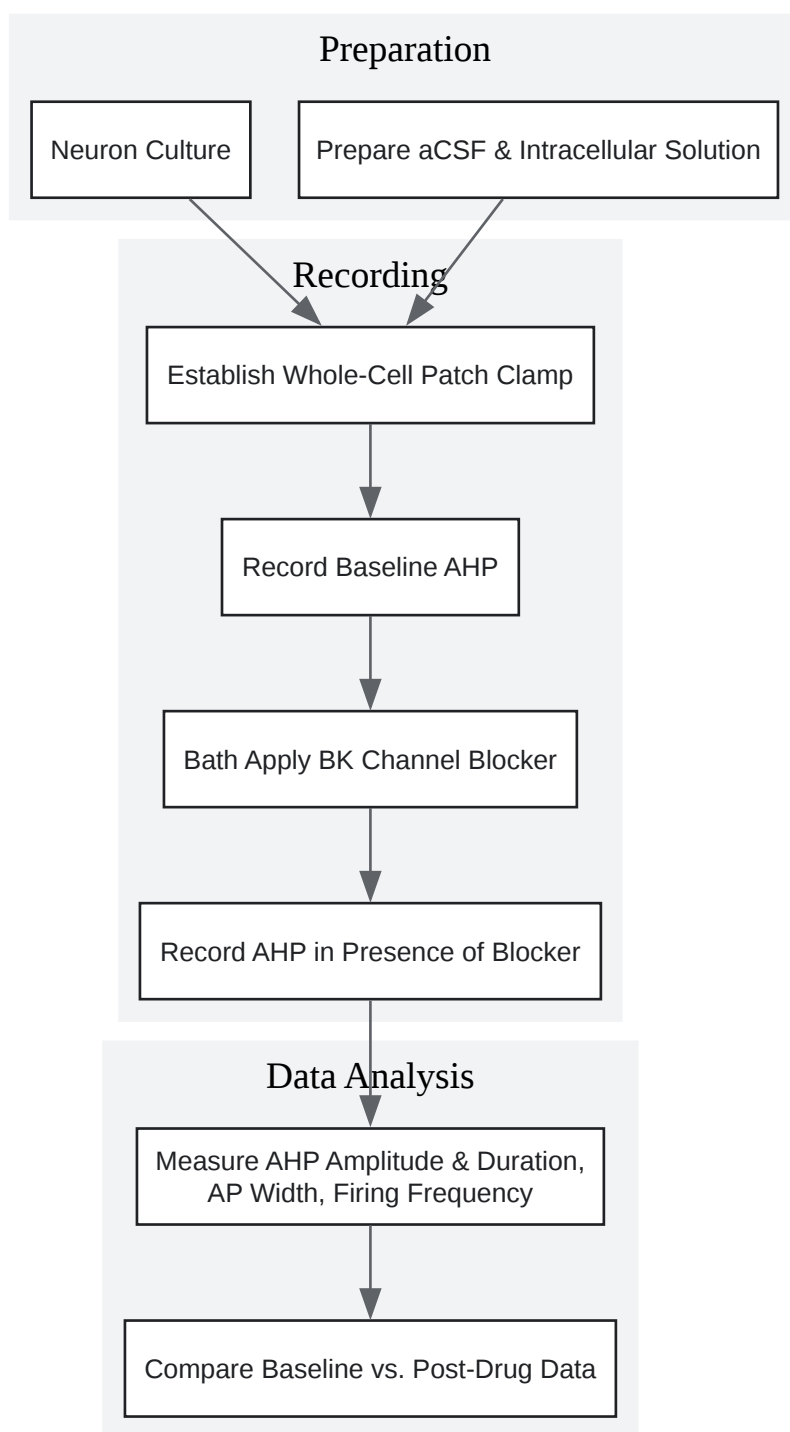 Preparation
Neuron Culture
Prepare aCSF & Intracellular Solution
Recording
Establish Whole-Cell Patch Clamp
Record Baseline AHP
Bath Apply BK Channel Blocker
Record AHP in Presence of Blocker
Data Analysis
Measure AHP Amplitude & Duration,
AP Width, Firing Frequency
Compare Baseline vs. Post-Drug Data